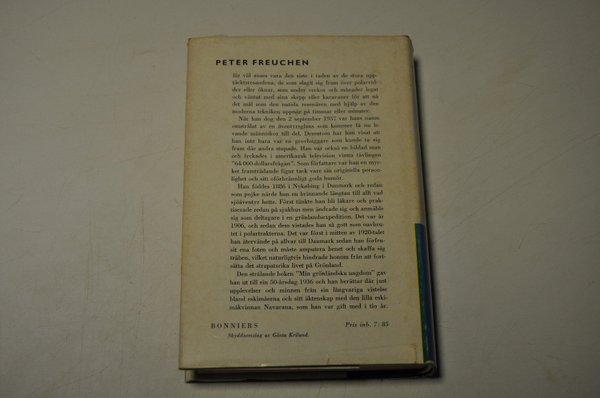 PETER FREUCHEN
får väl anses vara den siste i raden av de stora upp-
täcktsresandena, de som slagit sig fram över polarvid-
der eller öknar, som under veckor och månader legat
och väntat med sina skepp eller karavaner för att nå
det mål som den nutida resenären med hjälp av den
moderna tekniken uppnår på timmar eller minuter.
När han dog den 2 september 1957 var hans namn
omstrålat av en äventyrsglans som kommer få nu le-
vande människor till del. Dessutom har han visat att
han inte bara var en grovhuggare som kunde ta sig
fram där andra stupade. Han var också en bildad man
och lyckades i amerikansk television vinna tävlingen
"64 000-dollarsfrågan". Som författare var han en myc-
ket framträdande figur tack vare sin originella person-
lighet och sitt oförbränneligt goda humör.
Han föddes 1886 i Nykøbing i Danmark och redan
som pojke närde han en brinnande längtan till allt vad
sjöäventyr hette. Först tänkte han bli läkare och prak-
tiserade redan på sjukhus men ändrade sig och anmälde
sig som deltagare i en grönlandsexpedition. Det var år
1906, och sedan dess vistades han så gott som oavbru-
tet i polartrakterna. Det var först i mitten av 1920-talet
han återvände på allvar till Danmark sedan han förfru-
sit ena foten och måste amputera benet och skaffa sig
träben, vilket naturligtvis hindrade honom från att fort-
sätta det strapatsrika livet på Grönland.
Den strålande boken "Min grönländska ungdom" gav
han ut till sin 50-årsdag 1936 och han berättar där just
upplevelser och minnen från sin långvariga vistelse
bland eskimåerna och sitt äktenskap med den lilla eski-
måkvinnan Navarana, som han var gift med i tio år.
BONNIERS Pris inb. 7:85
Skyddsomslag av Gösta Kriland.